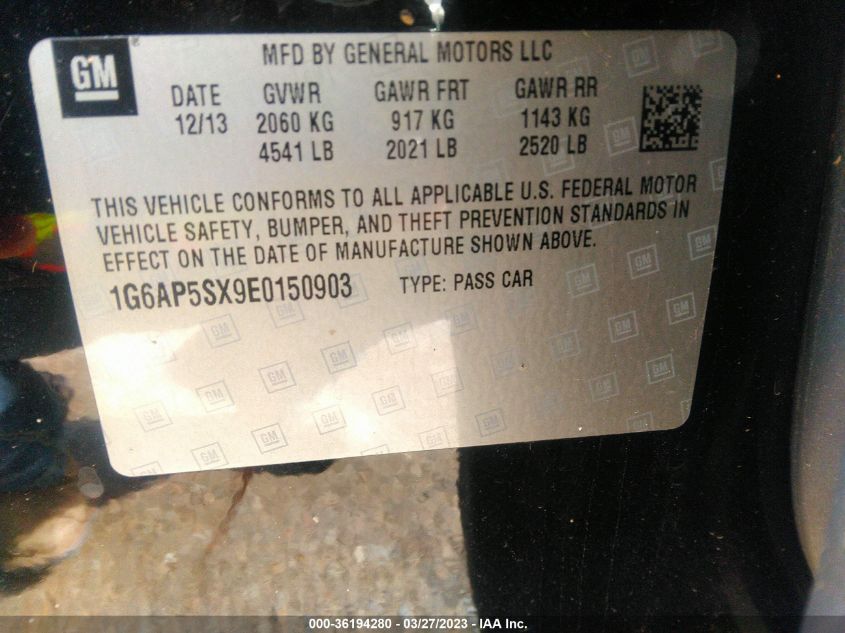 GM
MFD BY GENERAL MOTORS LLC
DATE GVWR GAWR FRT GAWR RR
12/13 2060 KG 917 KG 1143 KG
4541 LB 2021 LB 2520 LB
THIS VEHICLE CONFORMS TO ALL APPLICABLE U.S. FEDERAL MOTOR
VEHICLE SAFETY, BUMPER, AND THEFT PREVENTION STANDARDS IN
EFFECT ON THE DATE OF MANUFACTURE SHOWN ABOVE.
1G6AP5SX9E0150903 TYPE: PASS CAR
000-36194280 - 03/27/2023 - IAA Inc.